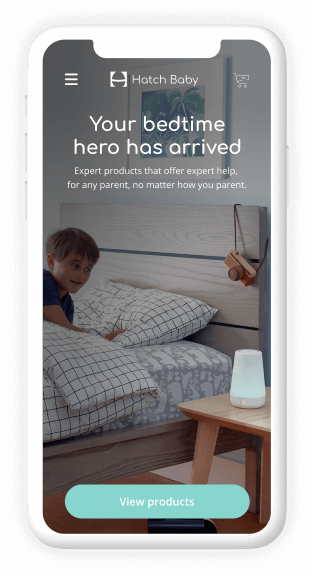 Hatch Baby
Your bedtime
hero has arrived
Expert products that offer expert help,
for any parent, no matter how you parent.
View products